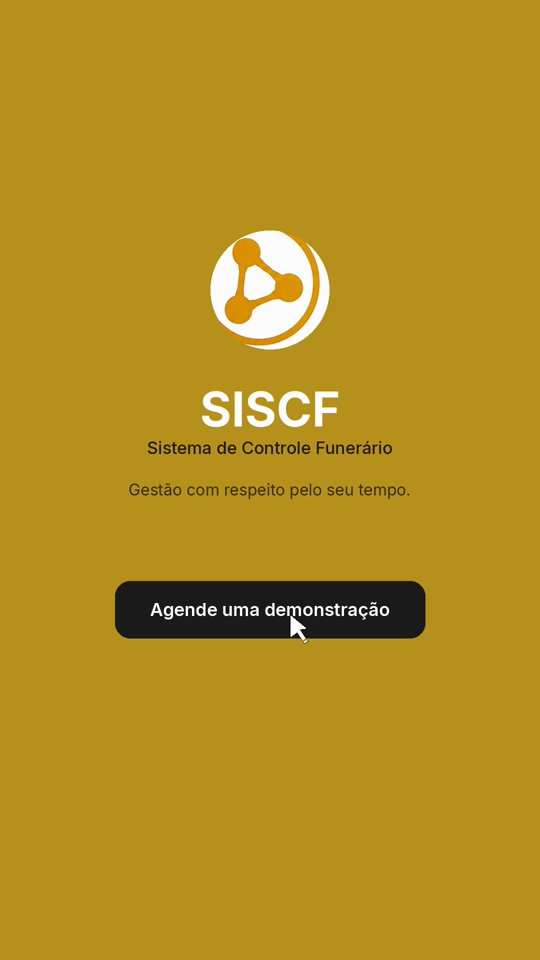 SISCF
Sistema de Controle Funerário
Gestão com respeito pelo seu tempo.
Agende uma demonstração